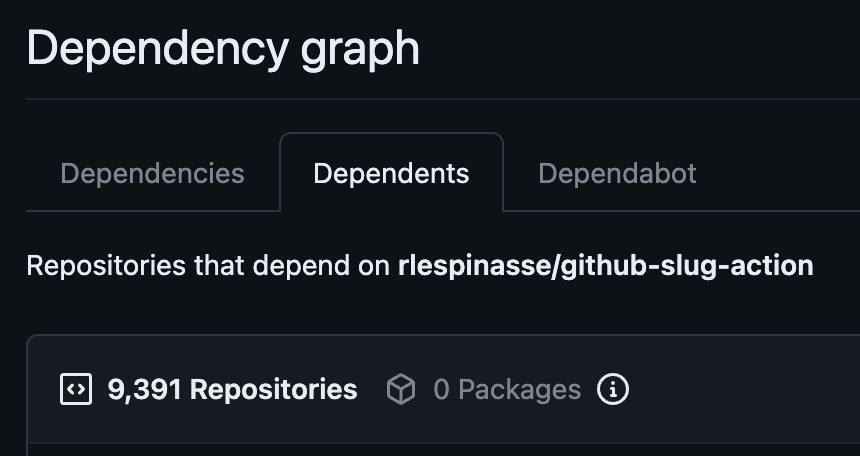 Dependency graph
Dependencies Dependents Dependabot
Repositories that depend on rlespinasse/github-slug-action
9,391 Repositories 0 Packages